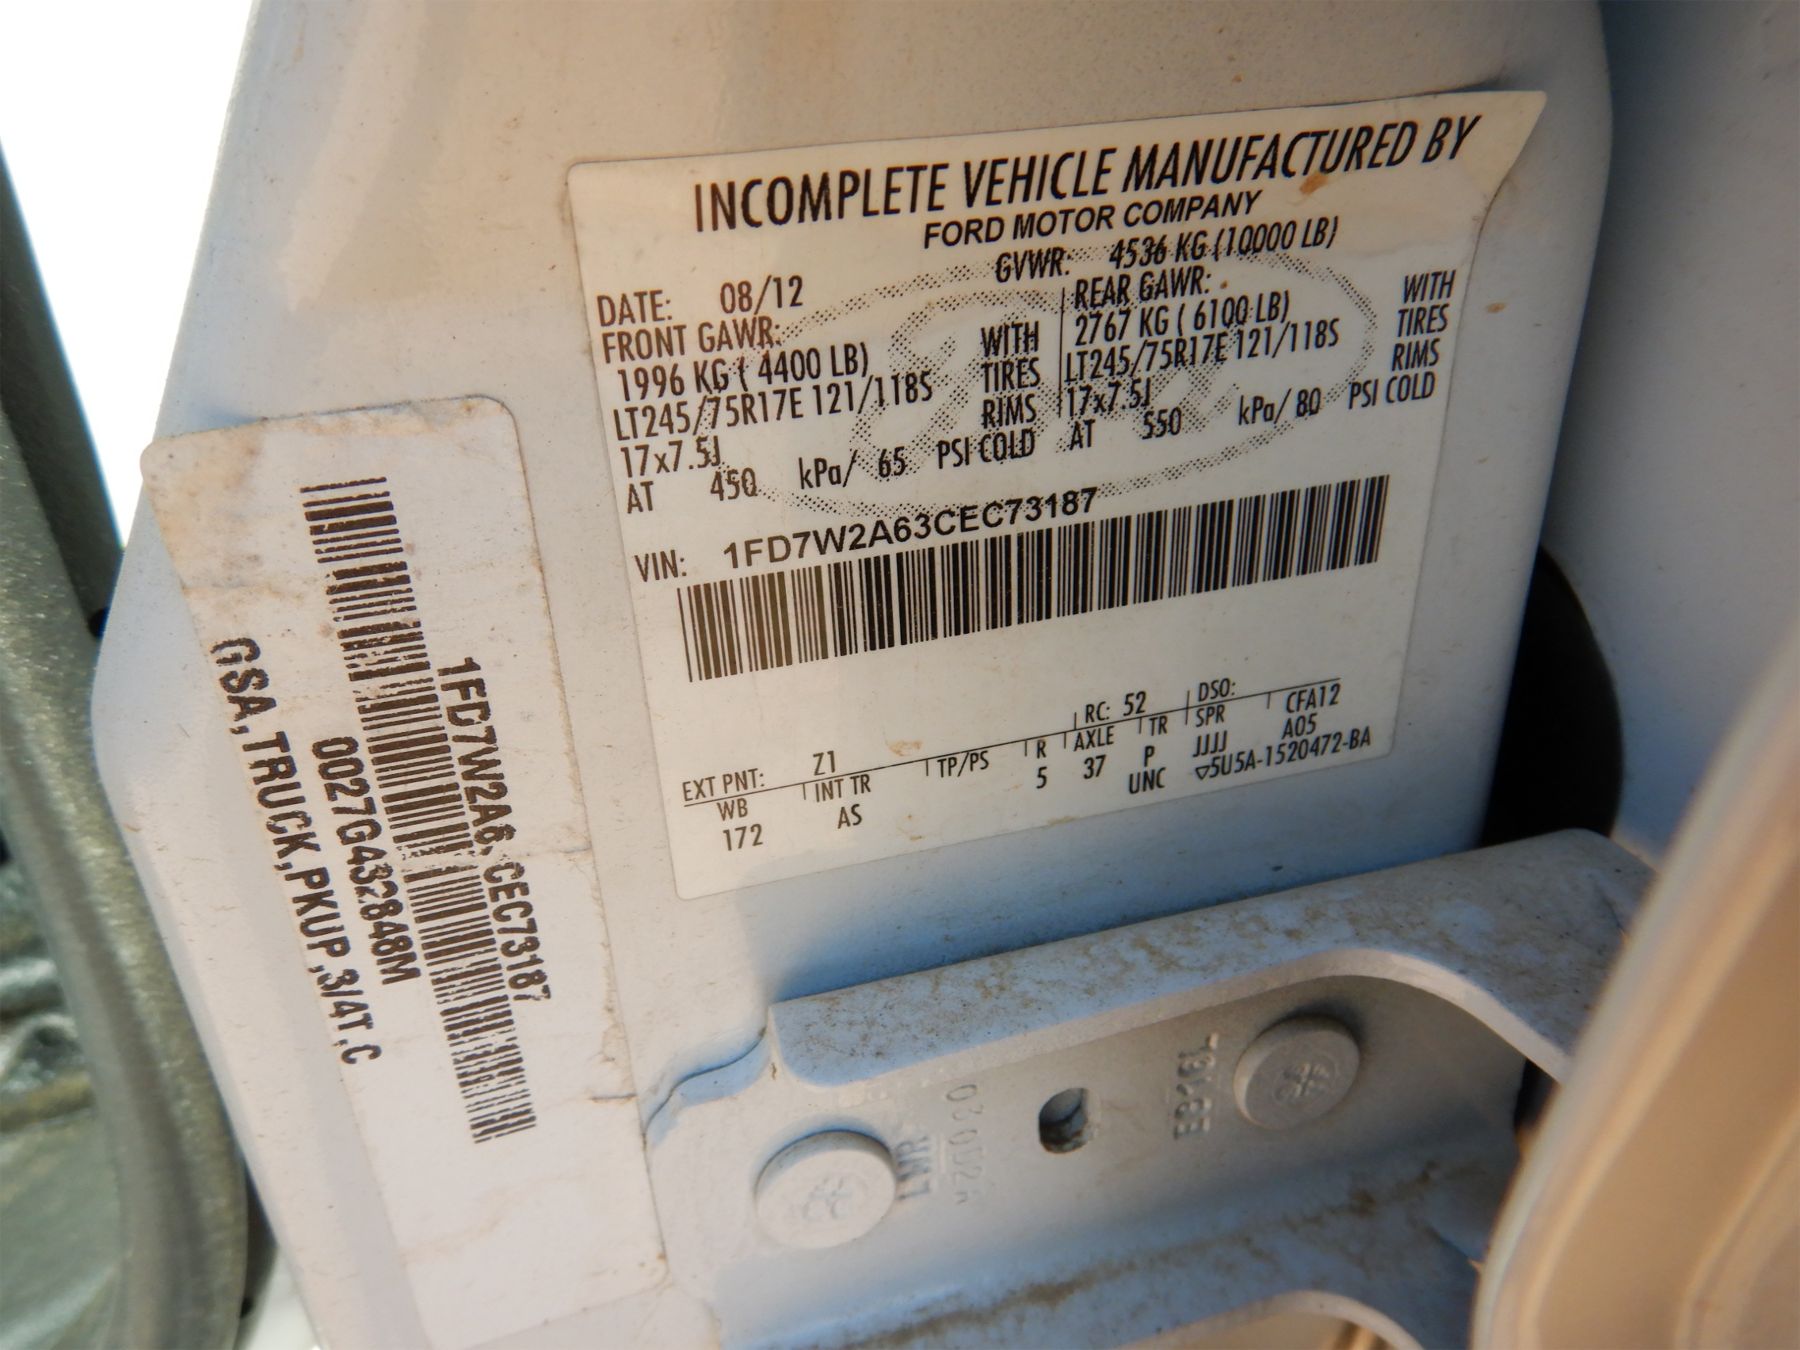 INCOMPLETE VEHICLE MANUFACTURED BY
FORD MOTOR COMPANY
DATE: 08/12 GVWR: 4536 KG (10000 LB)
FRONT GAWR: REAR GAWR:
1996 KG ( 4400 LB) WITH 2767 KG ( 6100 LB) WITH
LT245/75R17E 121/118S TIRES LT245/75R17E 121/118S TIRES
17x7.5J RIMS 17x7.5J RIMS
AT 450 kPa/ 65 PSI COLD AT 550 kPa/ 80 PSI COLD
VIN: 1FD7W2A63CEC73187
EXT PNT: Z1 RC: 52 DSO:
WB INT TR TP/PS R AXLE TR SPR CFA12
172 AS 5 37 P JJJJ A05
UNC ▽5U5A-1520472-BA
1FD7W2A6,CEC73187
0027G432848M
GSA,TRUCK,PKUP,3/4T,C
E818L